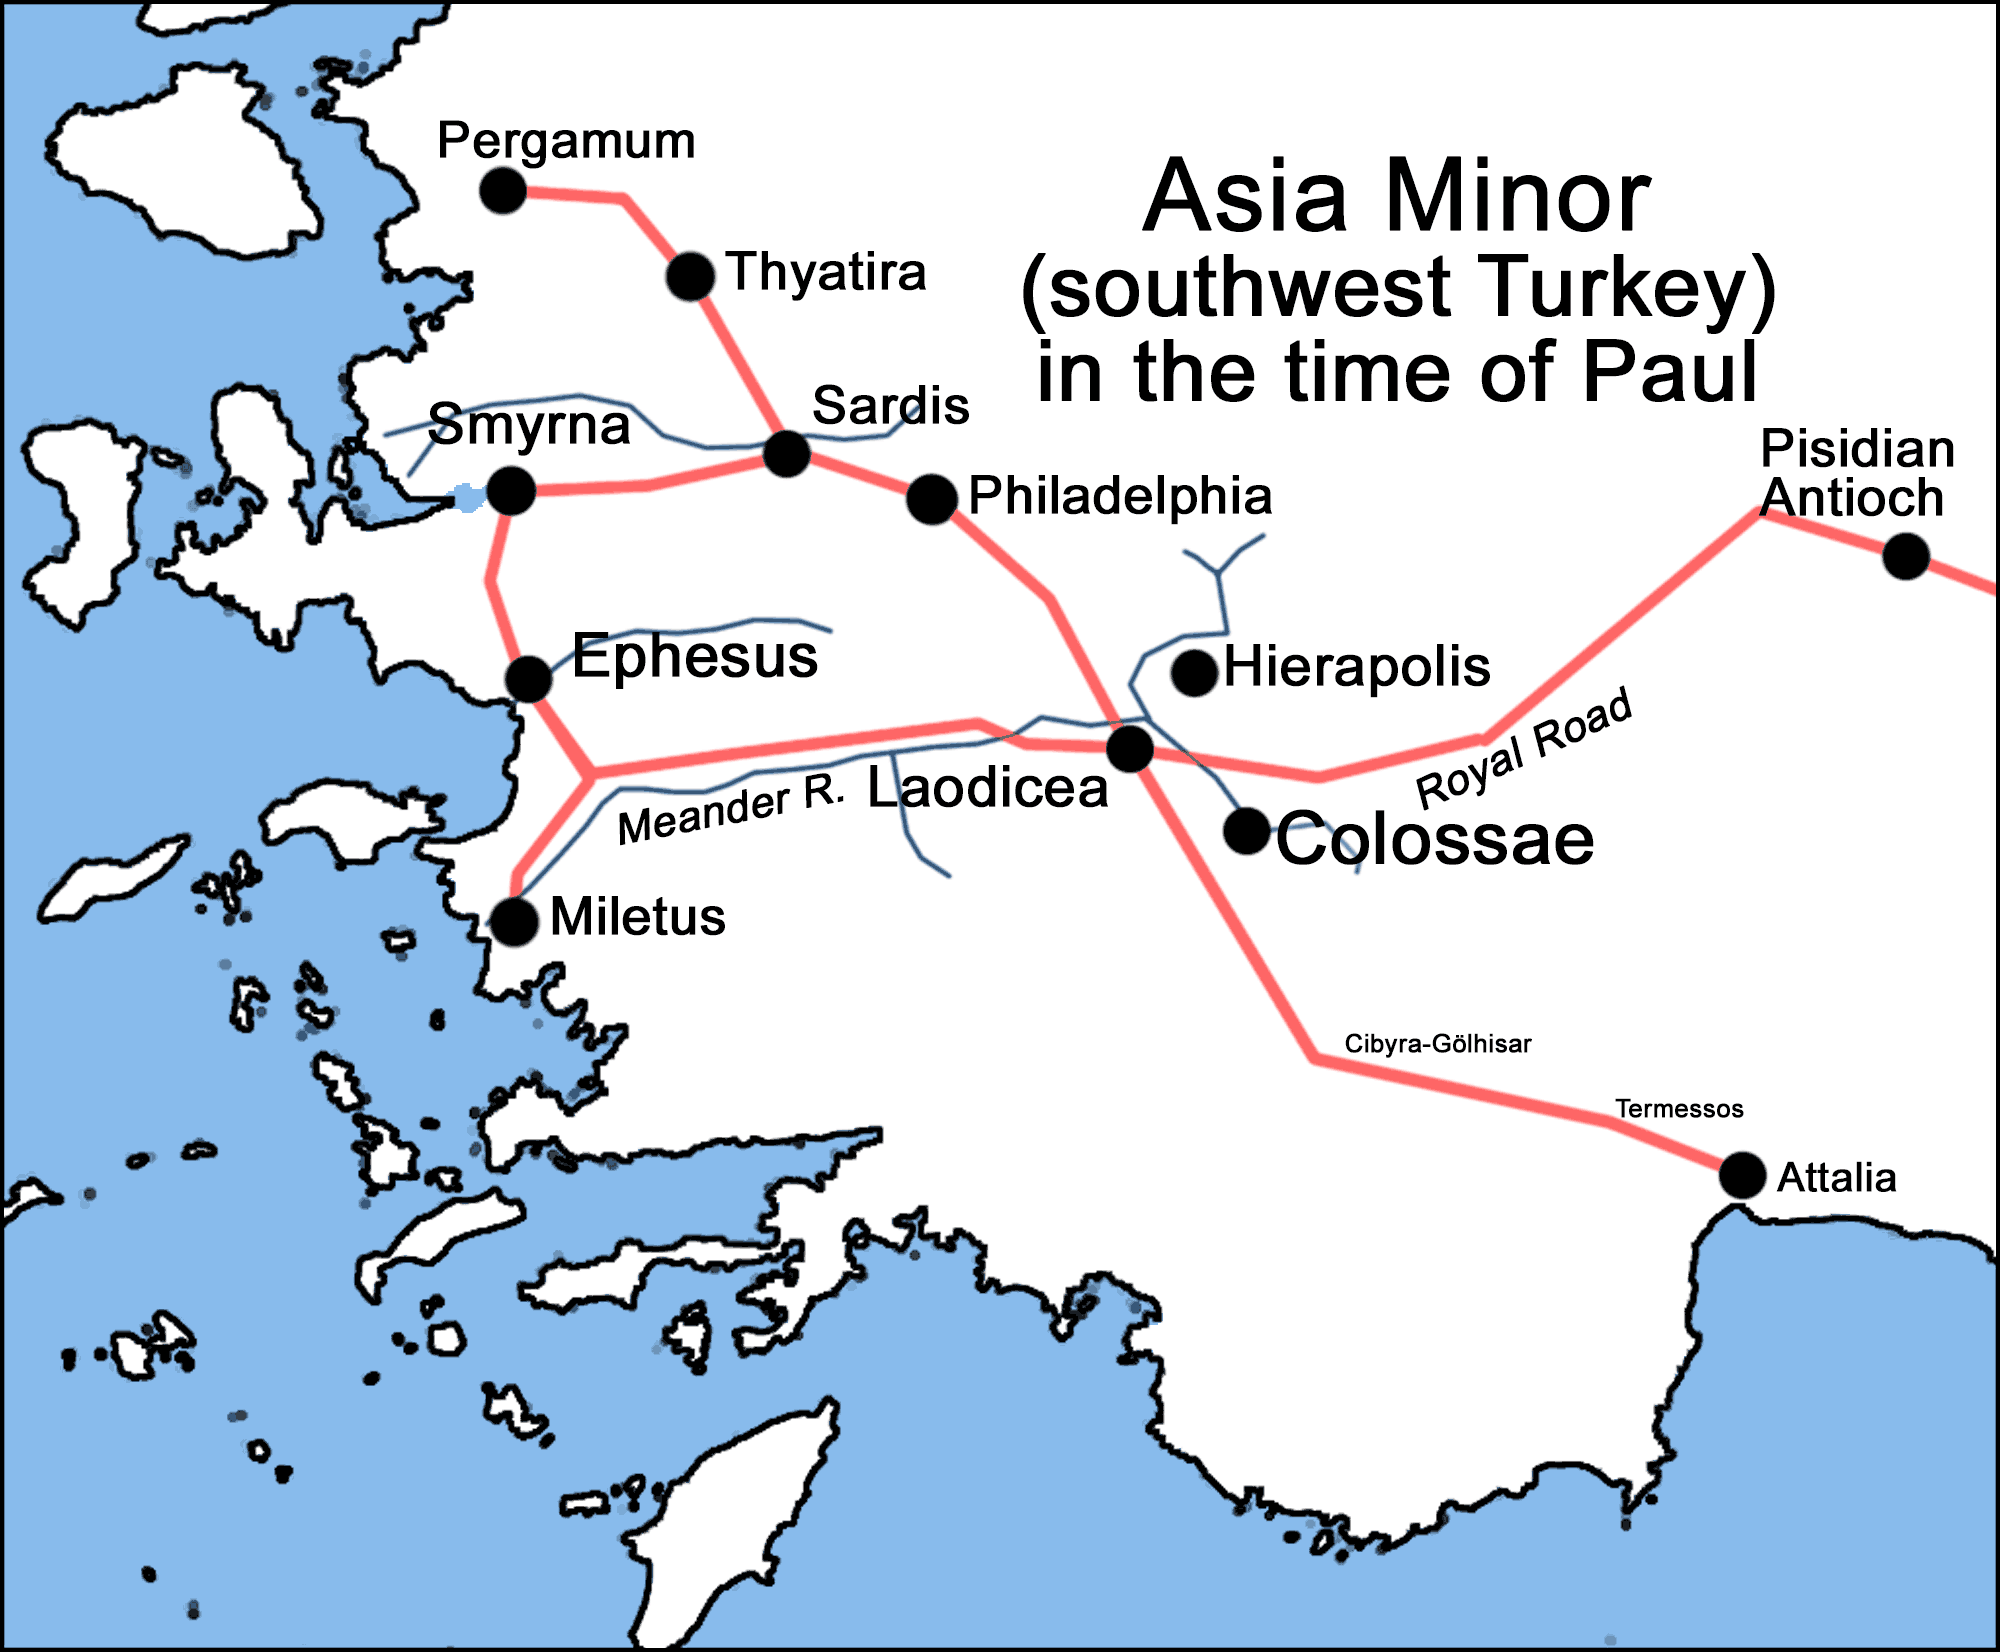 Pergamum
Asia Minor
(southwest Turkey)
in the time of Paul
Thyatira
Sardis
Smyrna
Pisidian
Antioch
Philadelphia
Ephesus
Hierapolis
Royal Road
Meander R.
Laodicea
Colossae
Miletus
Cibyra-Gölhisar
Termessos
Attalia